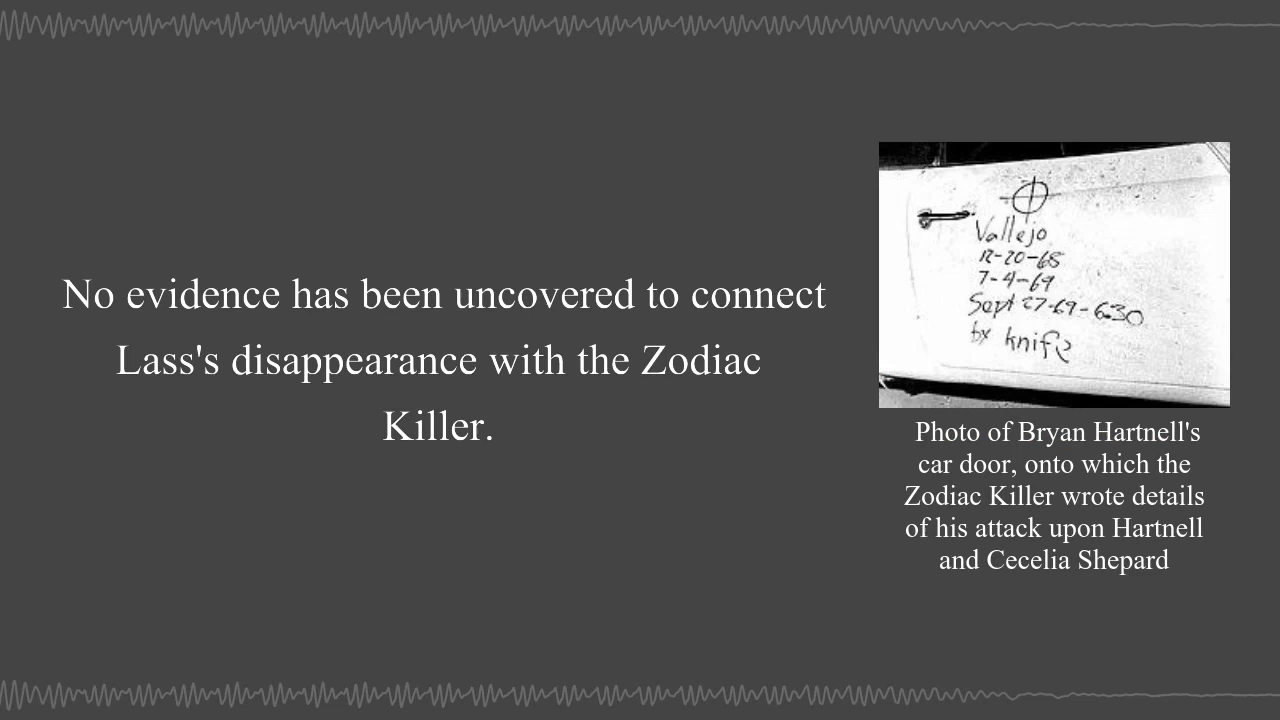 No evidence has been uncovered to connect
Lass's disappearance with the Zodiac
Killer.
Vallejo
12-20-68
7-4-69
Sept 27-69-6:30
by knife
Photo of Bryan Hartnell's
car door, onto which the
Zodiac Killer wrote details
of his attack upon Hartnell
and Cecelia Shepard